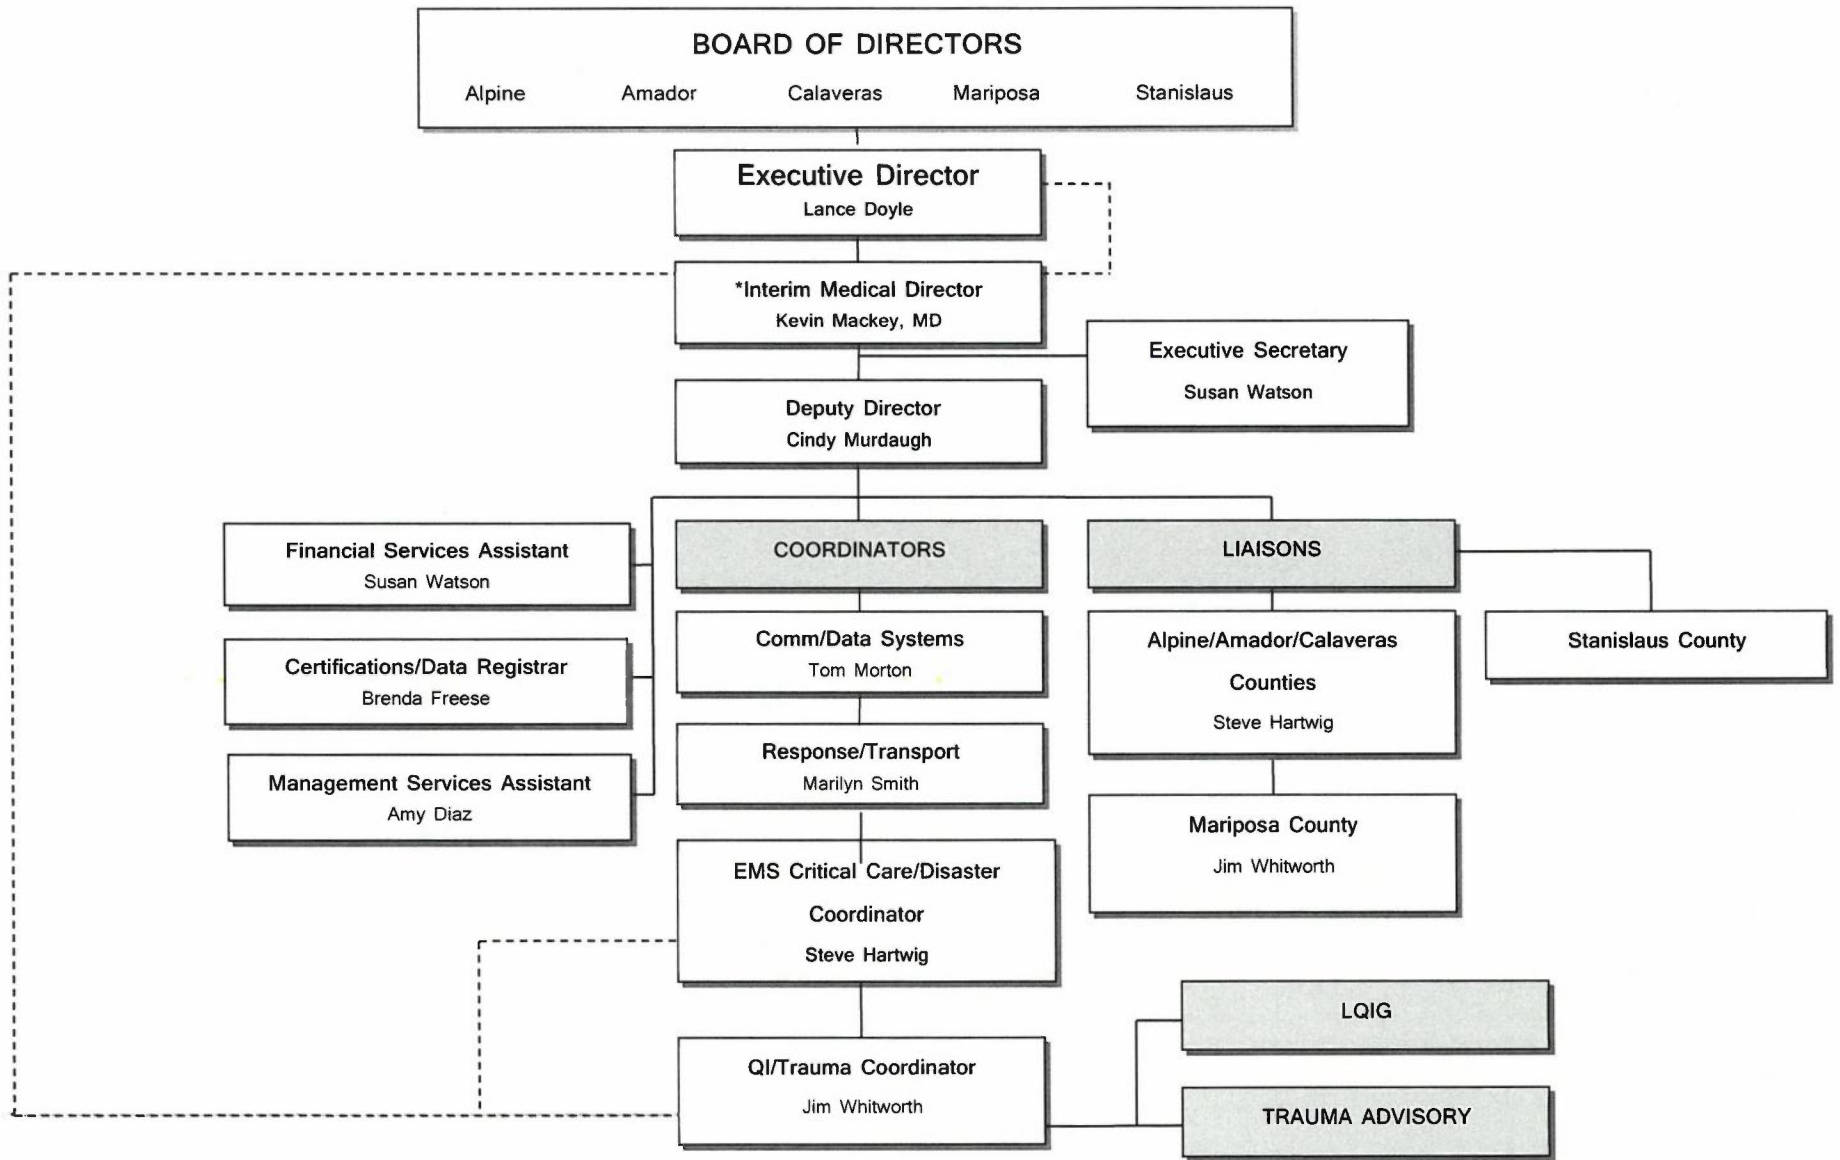 BOARD OF DIRECTORS
Alpine Amador Calaveras Mariposa Stanislaus
Executive Director
Lance Doyle
*Interim Medical Director
Kevin Mackey, MD
Executive Secretary
Susan Watson
Deputy Director
Cindy Murdaugh
Financial Services Assistant
Susan Watson
Certifications/Data Registrar
Brenda Freese
Management Services Assistant
Amy Diaz
COORDINATORS
Comm/Data Systems
Tom Morton
Response/Transport
Marilyn Smith
EMS Critical Care/Disaster
Coordinator
Steve Hartwig
QI/Trauma Coordinator
Jim Whitworth
LIAISONS
Alpine/Amador/Calaveras
Counties
Steve Hartwig
Mariposa County
Jim Whitworth
Stanislaus County
LQIG
TRAUMA ADVISORY